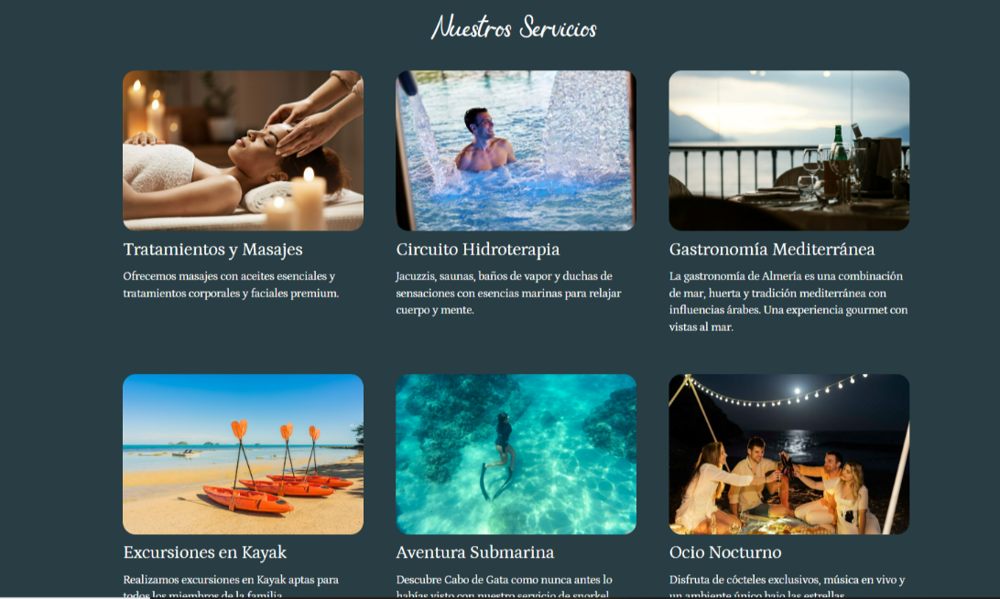 Nuestros Servicios
Tratamientos y Masajes
Ofrecemos masajes con aceites esenciales y
tratamientos corporales y faciales premium.
Circuito Hidroterapia
Jacuzzis, saunas, baños de vapor y duchas de
sensaciones con esencias marinas para relajar
cuerpo y mente.
Gastronomía Mediterránea
La gastronomía de Almería es una combinación
de mar, huerta y tradición mediterránea con
influencias árabes. Una experiencia gourmet con
vistas al mar.
Excursiones en Kayak
Realizamos excursiones en Kayak aptas para
todos los miembros de la familia.
Aventura Submarina
Descubre Cabo de Gata como nunca antes lo
habías visto con nuestro servicio de snorkel
Ocio Nocturno
Disfruta de cócteles exclusivos, música en vivo y
un ambiente único bajo las estrellas.